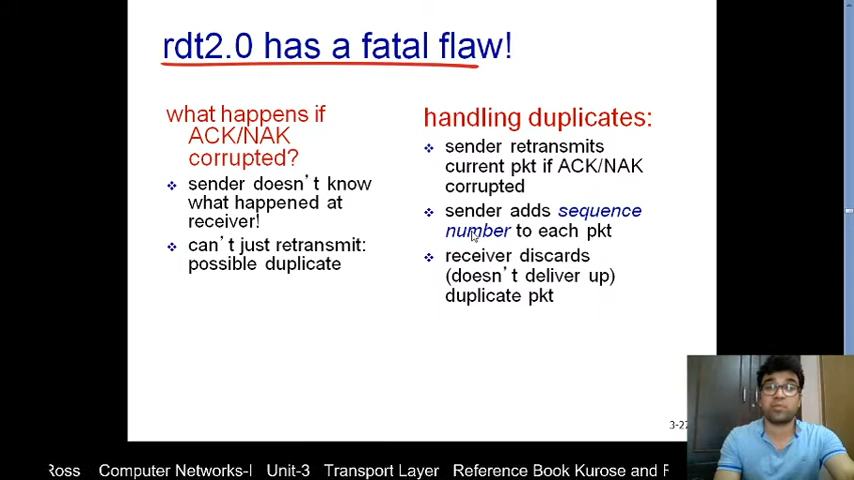 rdt2.0 has a fatal flaw!
what happens if
ACK/NAK
corrupted?
❖ sender doesn't know
what happened at
receiver!
❖ can't just retransmit:
possible duplicate
handling duplicates:
❖ sender retransmits
current pkt if ACK/NAK
corrupted
❖ sender adds sequence
number to each pkt
❖ receiver discards
(doesn't deliver up)
duplicate pkt
Ross Computer Networks-I Unit-3 Transport Layer Reference Book Kurose and